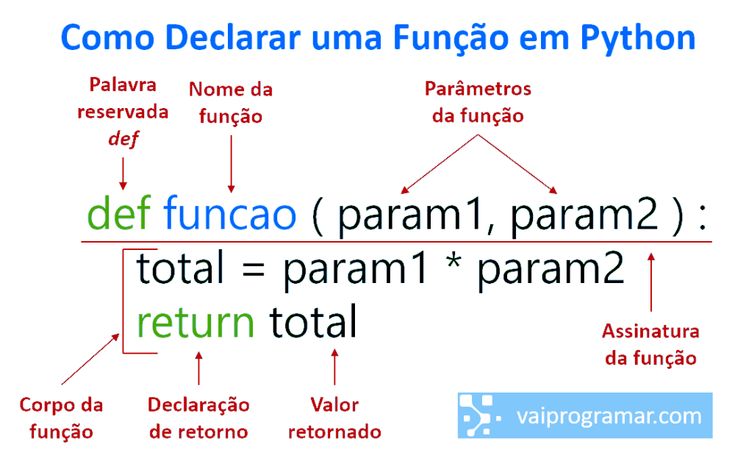 Como Declarar uma Função em Python
Palavra
reservada
def
Nome da
função
Parâmetros
da função
def funcao ( param1, param2 ) :
total = param1 * param2
return total
Assinatura
da função
Corpo da
função
Declaração
de retorno
Valor
retornado
vaiprogramar.com